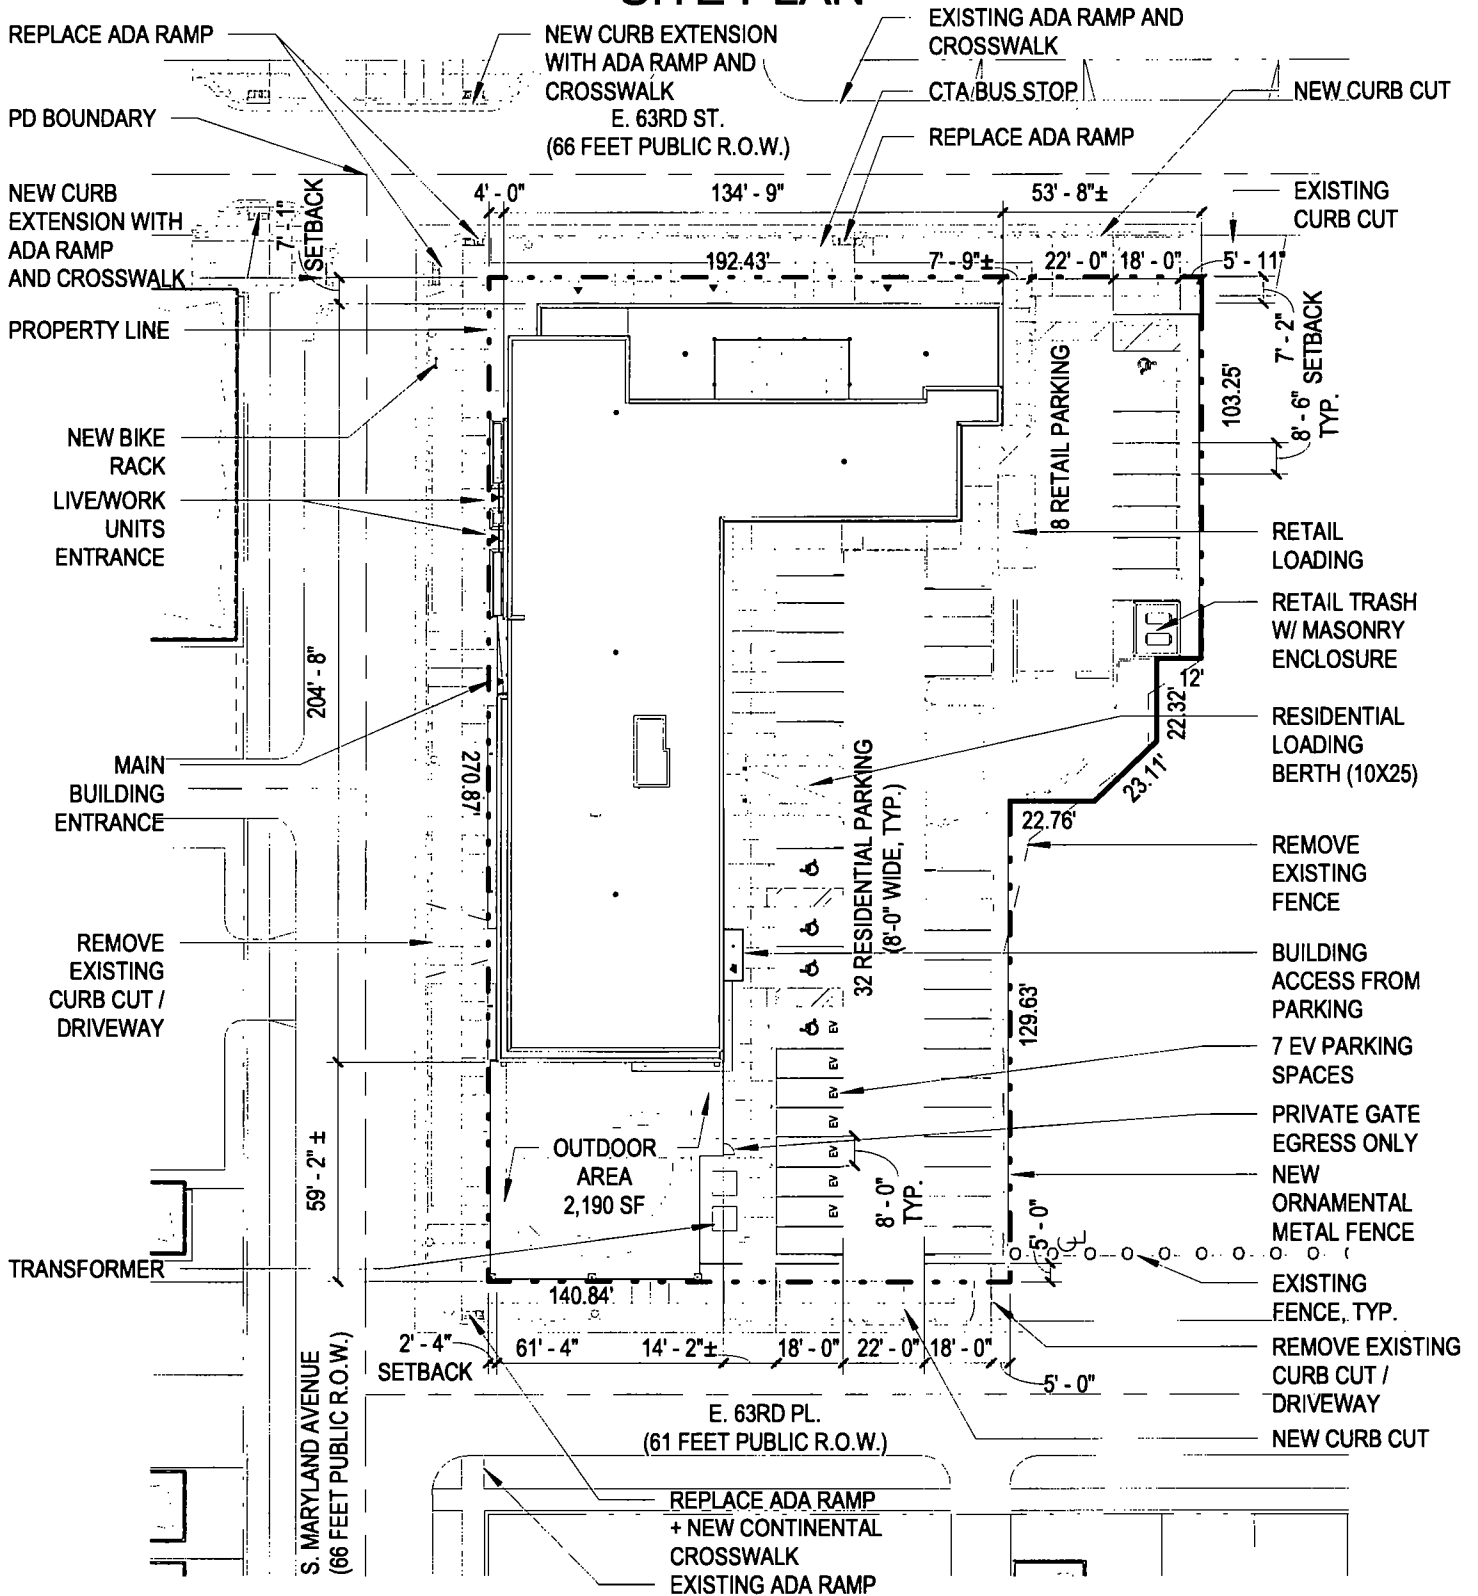 SITE PLAN
REPLACE ADA RAMP
NEW CURB EXTENSION
WITH ADA RAMP AND
CROSSWALK
EXISTING ADA RAMP AND
CROSSWALK
CTA BUS STOP
NEW CURB CUT
PD BOUNDARY
E. 63RD ST.
(66 FEET PUBLIC R.O.W.)
REPLACE ADA RAMP
NEW CURB
EXTENSION WITH
ADA RAMP
AND CROSSWALK
7' - 1"
SETBACK
4' - 0"
134' - 9"
53' - 8"±
EXISTING
CURB CUT
192.43'
7' - 9"±
22' - 0"
18' - 0"
5' - 11"
PROPERTY LINE
7' - 2"
SETBACK
8 RETAIL PARKING
103.25'
8' - 6"
TYP.
NEW BIKE
RACK
LIVE/WORK
UNITS
ENTRANCE
RETAIL
LOADING
RETAIL TRASH
W/ MASONRY
ENCLOSURE
204' - 8"
12'
22.32'
23.11'
22.76'
RESIDENTIAL
LOADING
BERTH (10X25)
MAIN
BUILDING
ENTRANCE
270.87'
32 RESIDENTIAL PARKING
(8'-0" WIDE, TYP.)
REMOVE
EXISTING
FENCE
REMOVE
EXISTING
CURB CUT /
DRIVEWAY
BUILDING
ACCESS FROM
PARKING
129.63'
EV
EV
EV
EV
EV
EV
EV
7 EV PARKING
SPACES
PRIVATE GATE
EGRESS ONLY
59' - 2" ±
OUTDOOR
AREA
2,190 SF
8' - 0"
TYP.
NEW
ORNAMENTAL
METAL FENCE
5' - 0"
TRANSFORMER
EXISTING
FENCE, TYP.
140.84'
2' - 4"
SETBACK
61' - 4"
14' - 2"±
18' - 0"
22' - 0"
18' - 0"
5' - 0"
REMOVE EXISTING
CURB CUT /
DRIVEWAY
S. MARYLAND AVENUE
(66 FEET PUBLIC R.O.W.)
E. 63RD PL.
(61 FEET PUBLIC R.O.W.)
NEW CURB CUT
REPLACE ADA RAMP
+ NEW CONTINENTAL
CROSSWALK
EXISTING ADA RAMP